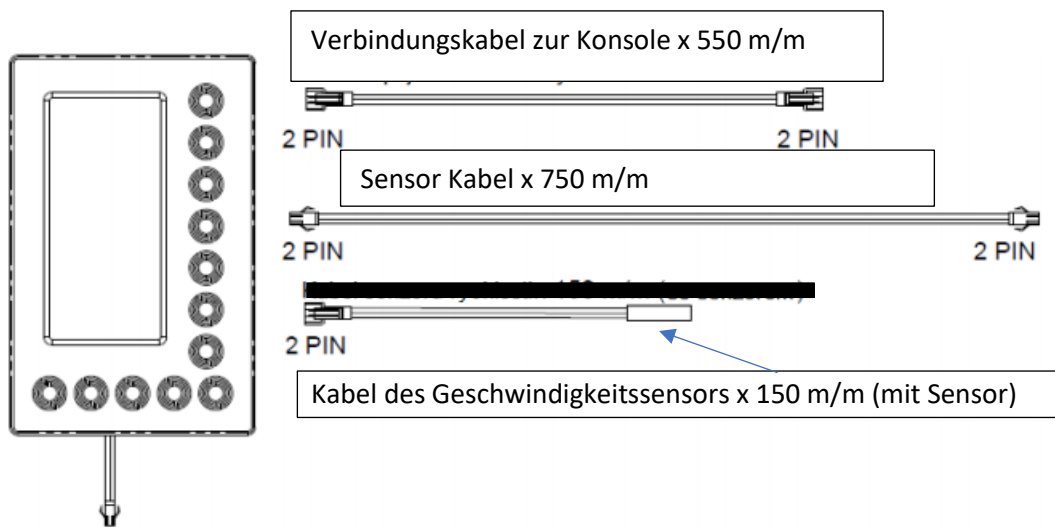 Verbindungskabel zur Konsole x 550 m/m
2 PIN 2 PIN
Sensor Kabel x 750 m/m
2 PIN 2 PIN
2 PIN
Kabel des Geschwindigkeitssensors x 150 m/m (mit Sensor)